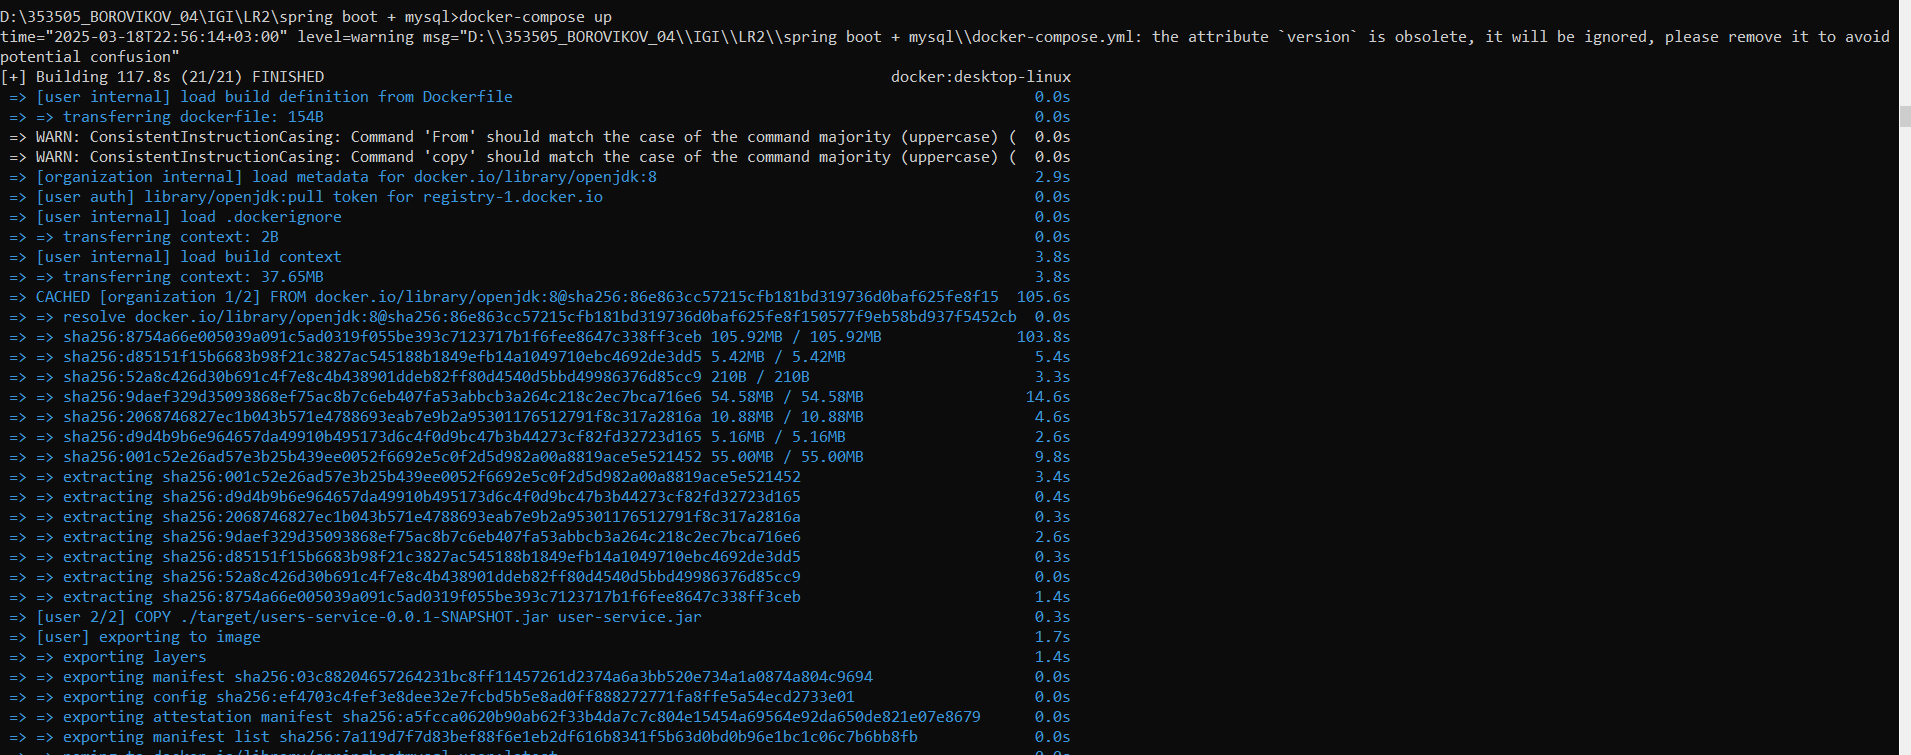 D:\353505_BOROVIKOV_04\IGI\LR2\spring boot + mysql>docker-compose up
time="2025-03-18T22:56:14+03:00" level=warning msg="D:\\353505_BOROVIKOV_04\\IGI\\LR2\\spring boot + mysql\\docker-compose.yml: the attribute `version` is obsolete, it will be ignored, please remove it to avoid
potential confusion"
[+] Building 117.8s (21/21) FINISHED docker:desktop-linux
=> [user internal] load build definition from Dockerfile 0.0s
=> => transferring dockerfile: 154B 0.0s
=> WARN: ConsistentInstructionCasing: Command 'From' should match the case of the command majority (uppercase) ( 0.0s
=> WARN: ConsistentInstructionCasing: Command 'copy' should match the case of the command majority (uppercase) ( 0.0s
=> [organization internal] load metadata for docker.io/library/openjdk:8 2.9s
=> [user auth] library/openjdk:pull token for registry-1.docker.io 0.0s
=> [user internal] load .dockerignore 0.0s
=> => transferring context: 2B 0.0s
=> [user internal] load build context 3.8s
=> => transferring context: 37.65MB 3.8s
=> CACHED [organization 1/2] FROM docker.io/library/openjdk:8@sha256:86e863cc57215cfb181bd319736d0baf625fe8f15 105.6s
=> => resolve docker.io/library/openjdk:8@sha256:86e863cc57215cfb181bd319736d0baf625fe8f150577f9eb58bd937f5452cb 0.0s
=> => sha256:8754a66e005039a091c5ad0319f055be393c7123717b1f6fee8647c338ff3ceb 105.92MB / 105.92MB 103.8s
=> => sha256:d85151f15b6683b98f21c3827ac545188b1849efb14a1049710ebc4692de3dd5 5.42MB / 5.42MB 5.4s
=> => sha256:52a8c426d30b691c4f7e8c4b438901ddeb82ff80d4540d5bbd49986376d85cc9 210B / 210B 3.3s
=> => sha256:9daef329d35093868ef75ac8b7c6eb407fa53abbcb3a264c218c2ec7bca716e6 54.58MB / 54.58MB 14.6s
=> => sha256:2068746827ec1b043b571e4788693eab7e9b2a95301176512791f8c317a2816a 10.88MB / 10.88MB 4.6s
=> => sha256:d9d4b9b6e964657da49910b495173d6c4f0d9bc47b3b44273cf82fd32723d165 5.16MB / 5.16MB 2.6s
=> => sha256:001c52e26ad57e3b25b439ee0052f6692e5c0f2d5d982a00a8819ace5e521452 55.00MB / 55.00MB 9.8s
=> => extracting sha256:001c52e26ad57e3b25b439ee0052f6692e5c0f2d5d982a00a8819ace5e521452 3.4s
=> => extracting sha256:d9d4b9b6e964657da49910b495173d6c4f0d9bc47b3b44273cf82fd32723d165 0.4s
=> => extracting sha256:2068746827ec1b043b571e4788693eab7e9b2a95301176512791f8c317a2816a 0.3s
=> => extracting sha256:9daef329d35093868ef75ac8b7c6eb407fa53abbcb3a264c218c2ec7bca716e6 2.6s
=> => extracting sha256:d85151f15b6683b98f21c3827ac545188b1849efb14a1049710ebc4692de3dd5 0.3s
=> => extracting sha256:52a8c426d30b691c4f7e8c4b438901ddeb82ff80d4540d5bbd49986376d85cc9 0.0s
=> => extracting sha256:8754a66e005039a091c5ad0319f055be393c7123717b1f6fee8647c338ff3ceb 1.4s
=> [user 2/2] COPY ./target/users-service-0.0.1-SNAPSHOT.jar user-service.jar 0.3s
=> [user] exporting to image 1.7s
=> => exporting layers 1.4s
=> => exporting manifest sha256:03c88204657264231bc8ff11457261d2374a6a3bb520e734a1a0874a804c9694 0.0s
=> => exporting config sha256:ef4703c4fef3e8dee32e7fcbd5b5e8ad0ff888272771fa8ffe5a54ecd2733e01 0.0s
=> => exporting attestation manifest sha256:a5fcca0620b90ab62f33b4da7c7c804e15454a69564e92da650de821e07e8679 0.0s
=> => exporting manifest list sha256:7a119d7f7d83bef88f6e1eb2df616b8341f5b63d0bd0b96e1bc1c06c7b6bb8fb 0.0s